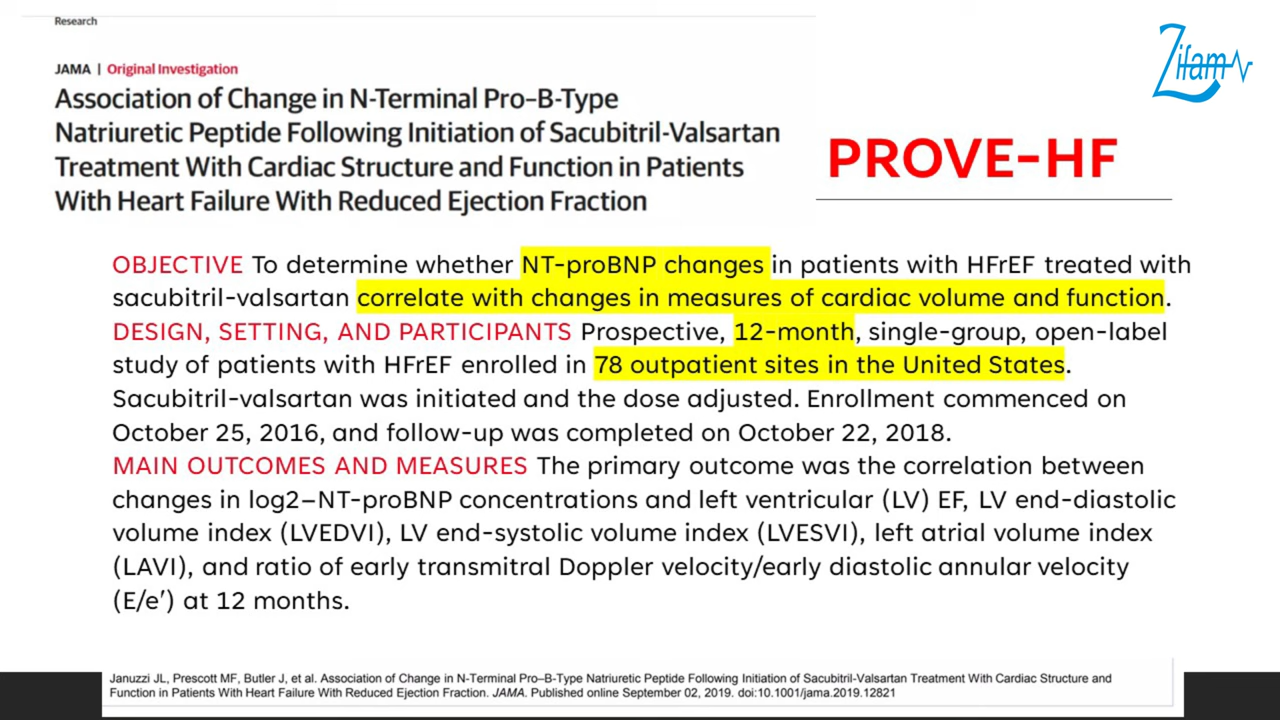 Research
JAMA | Original Investigation
Association of Change in N-Terminal Pro–B-Type
Natriuretic Peptide Following Initiation of Sacubitril-Valsartan
Treatment With Cardiac Structure and Function in Patients
With Heart Failure With Reduced Ejection Fraction
Zifam
PROVE-HF
OBJECTIVE To determine whether NT-proBNP changes in patients with HFrEF treated with
sacubitril-valsartan correlate with changes in measures of cardiac volume and function.
DESIGN, SETTING, AND PARTICIPANTS Prospective, 12-month, single-group, open-label
study of patients with HFrEF enrolled in 78 outpatient sites in the United States.
Sacubitril-valsartan was initiated and the dose adjusted. Enrollment commenced on
October 25, 2016, and follow-up was completed on October 22, 2018.
MAIN OUTCOMES AND MEASURES The primary outcome was the correlation between
changes in log2–NT-proBNP concentrations and left ventricular (LV) EF, LV end-diastolic
volume index (LVEDVI), LV end-systolic volume index (LVESVI), left atrial volume index
(LAVI), and ratio of early transmitral Doppler velocity/early diastolic annular velocity
(E/e′) at 12 months.
Januzzi JL, Prescott MF, Butler J, et al. Association of Change in N-Terminal Pro–B-Type Natriuretic Peptide Following Initiation of Sacubitril-Valsartan Treatment With Cardiac Structure and
Function in Patients With Heart Failure With Reduced Ejection Fraction. JAMA. Published online September 02, 2019. doi:10.1001/jama.2019.12821